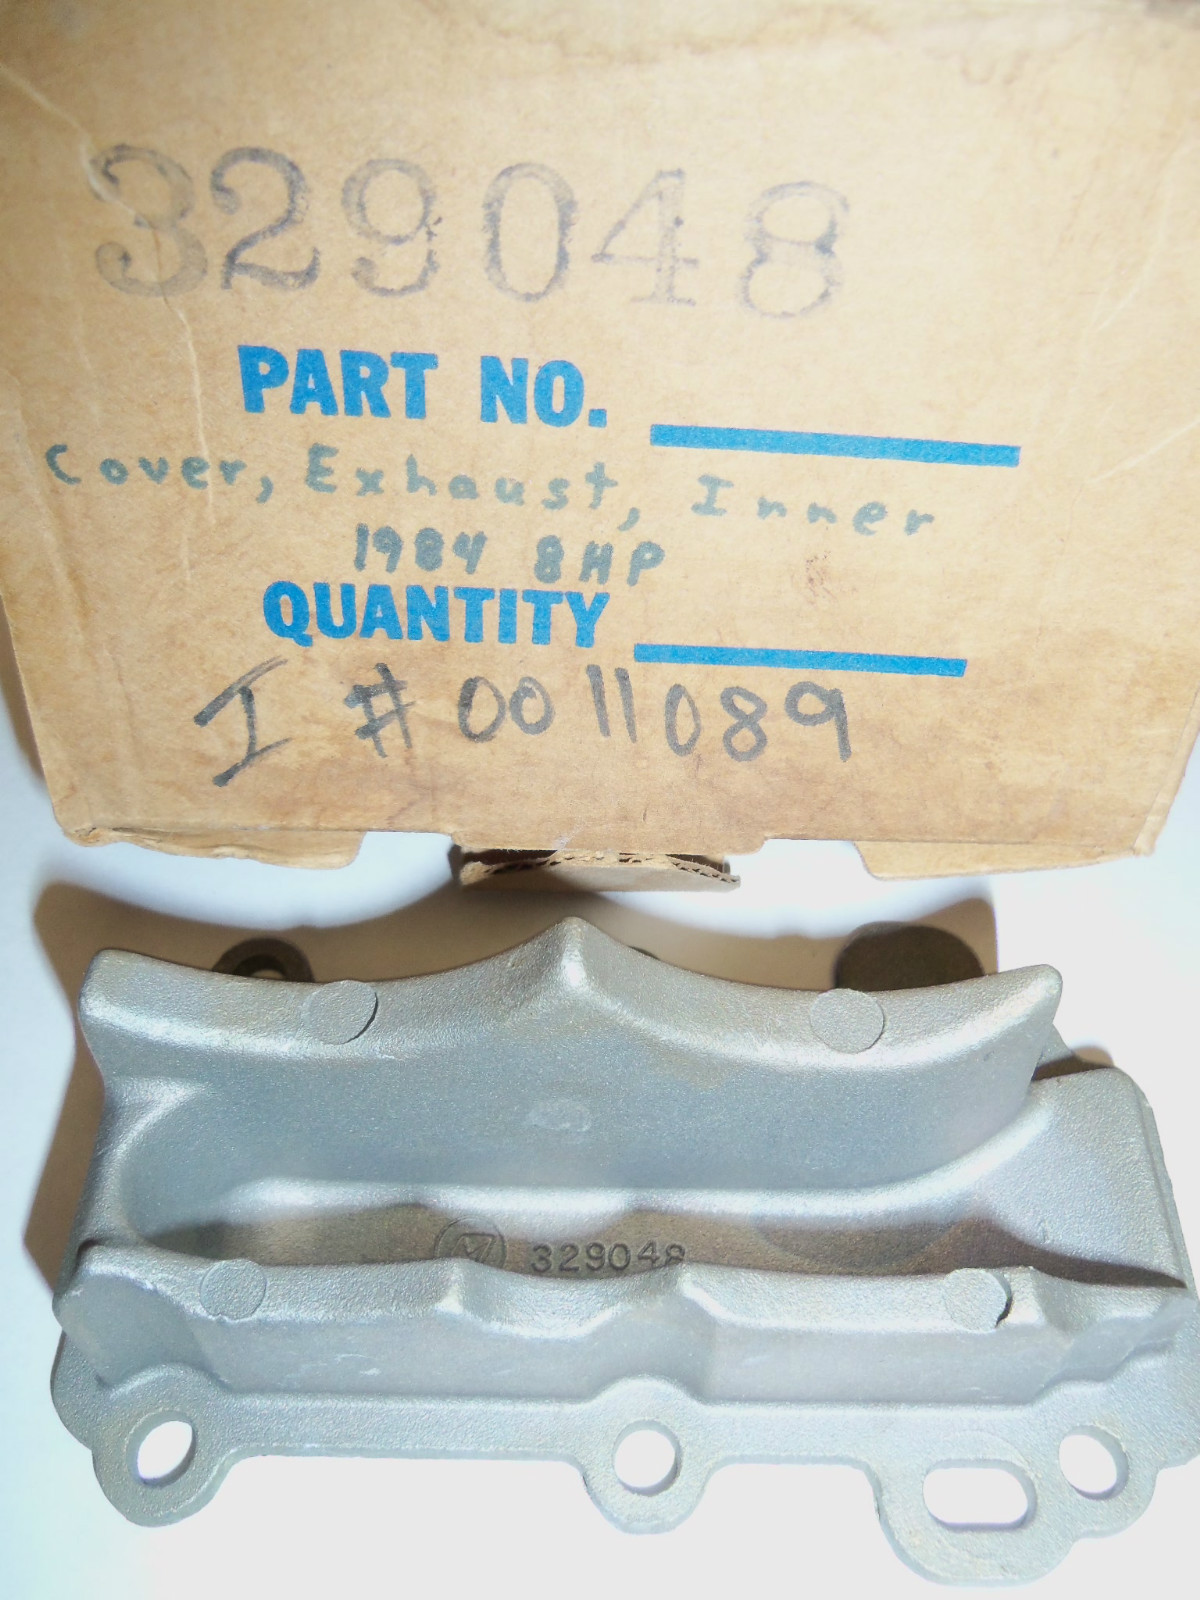 329048
PART NO.
Cover, Exhaust, Inner
1984 8HP
QUANTITY
I # 0011089
M 329048